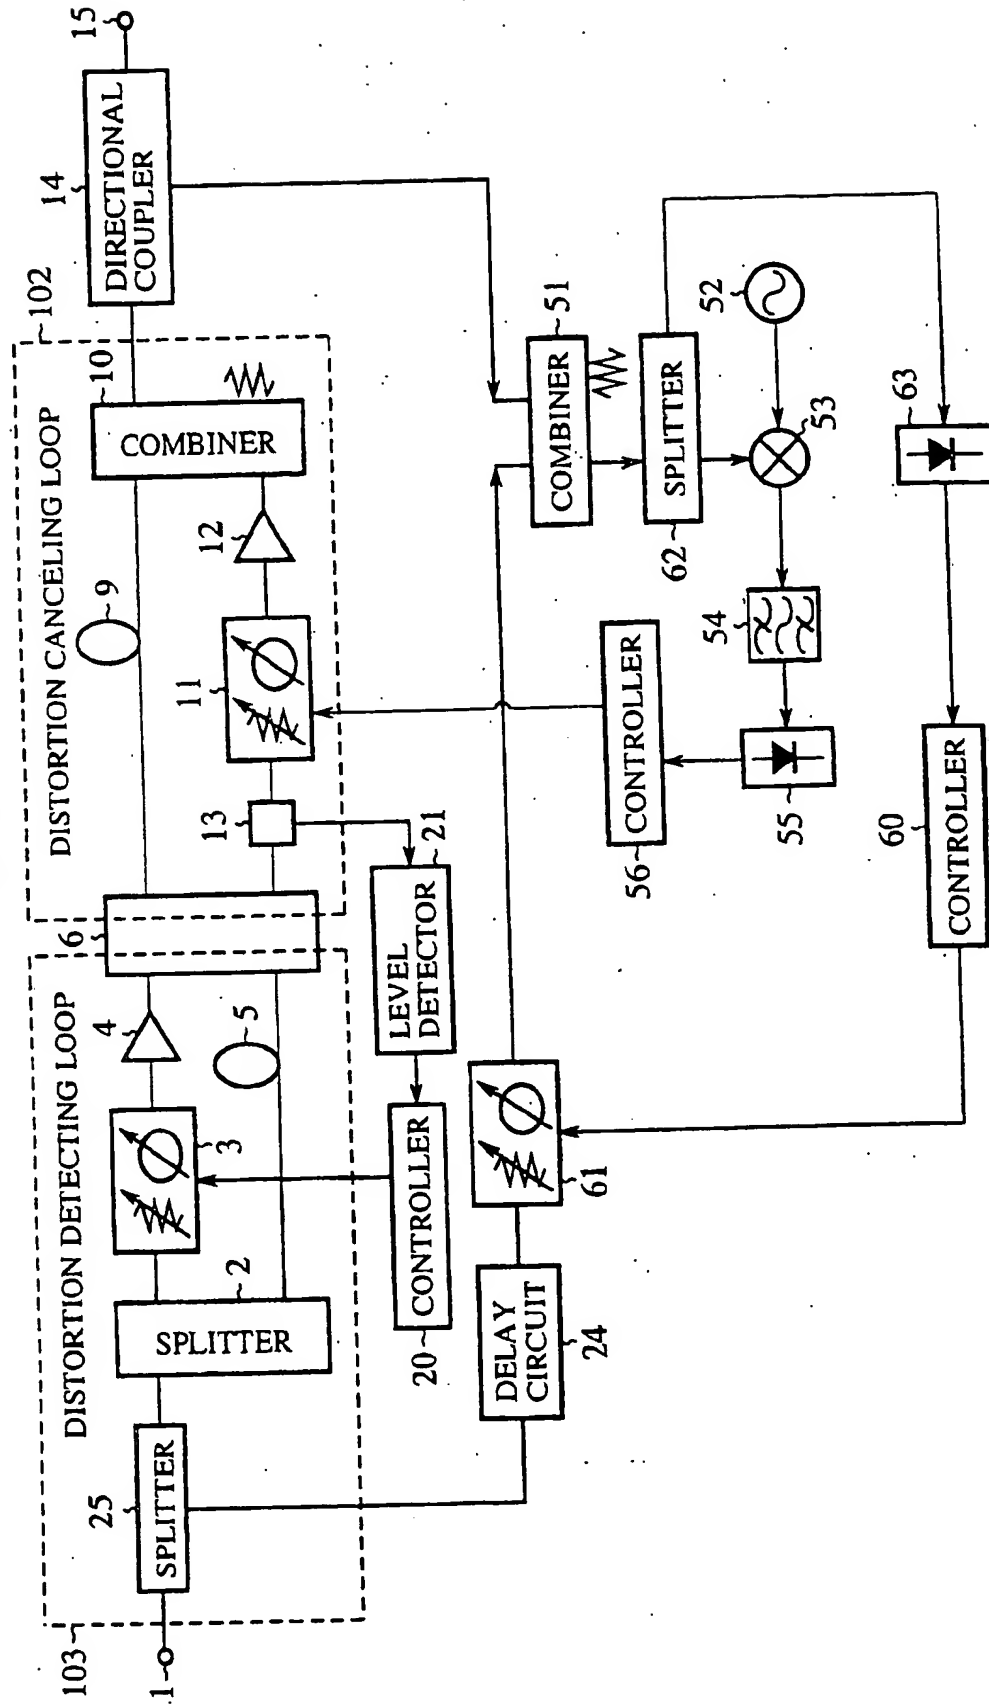 103
DISTORTION DETECTING LOOP
DISTORTION CANCELING LOOP
102
1
25
SPLITTER
SPLITTER
2
3
4
5
6
13
11
9
12
10
COMBINER
14
DIRECTIONAL
COUPLER
15
20
CONTROLLER
LEVEL
DETECTOR
21
DELAY
CIRCUIT
24
61
CONTROLLER
56
COMBINER
51
62
SPLITTER
52
53
54
55
63
60
CONTROLLER